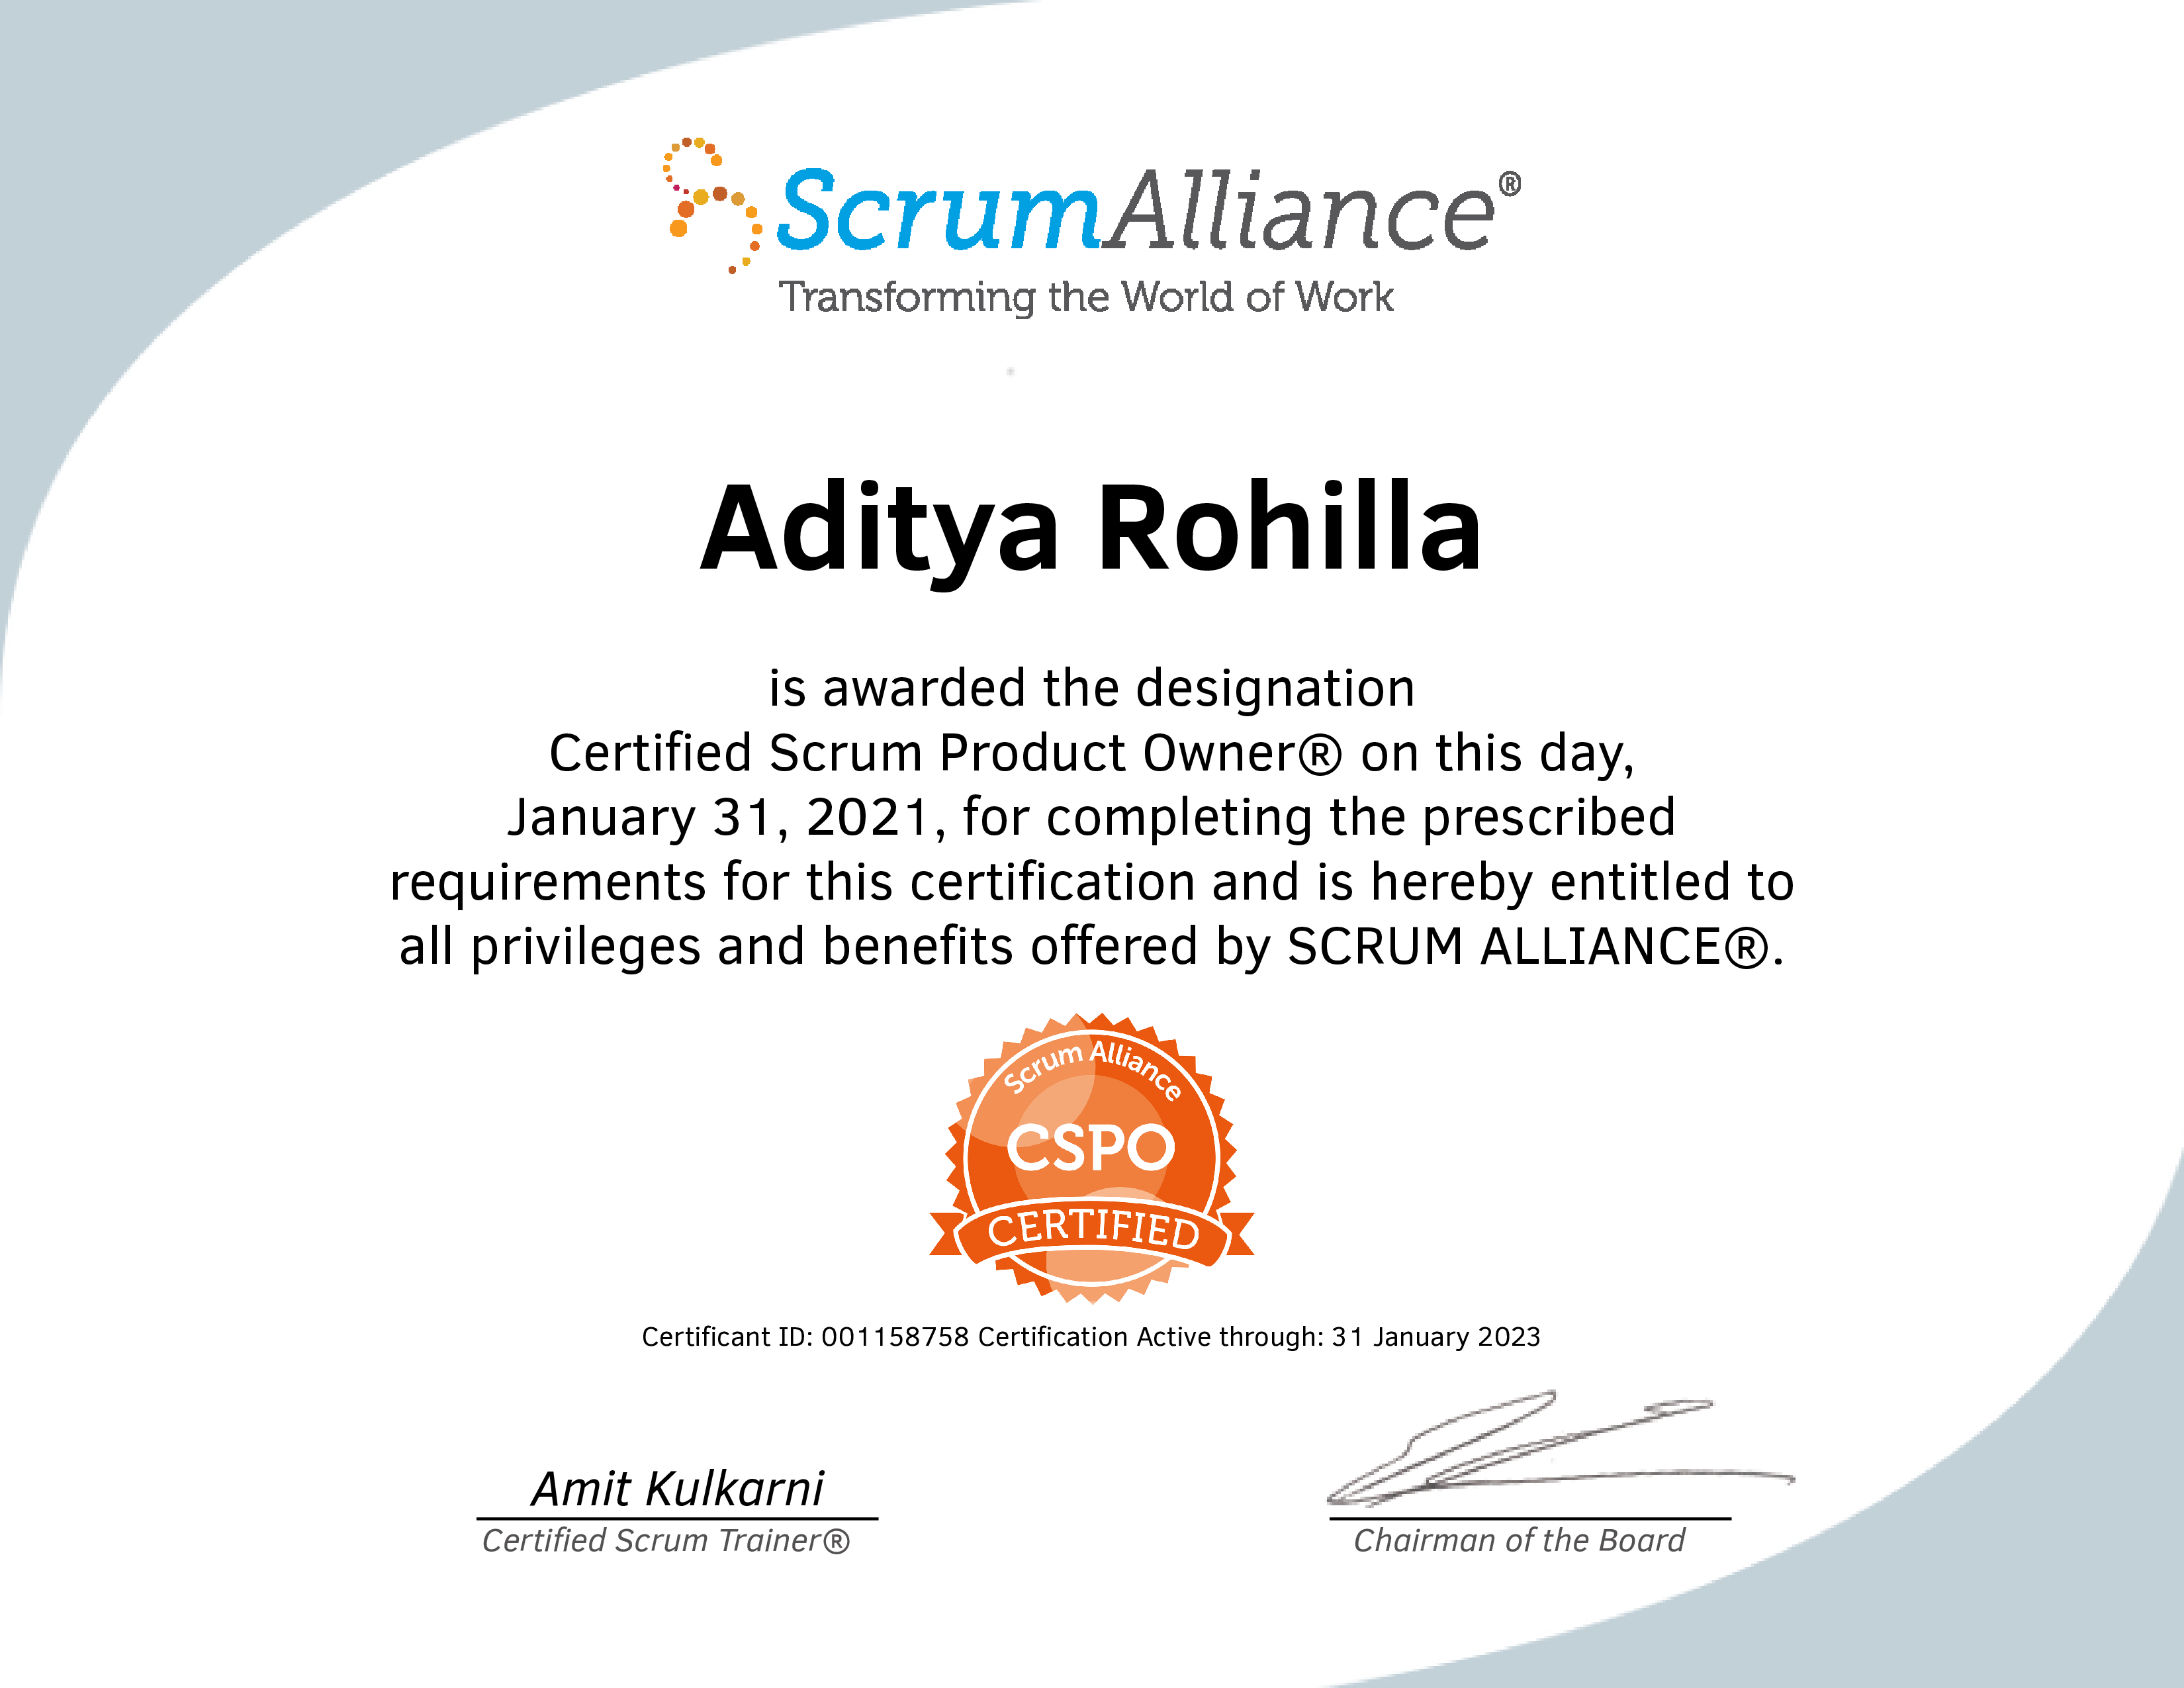 ScrumAlliance®
Transforming the World of Work
Aditya Rohilla
is awarded the designation
Certified Scrum Product Owner® on this day,
January 31, 2021, for completing the prescribed
requirements for this certification and is hereby entitled to
all privileges and benefits offered by SCRUM ALLIANCE®.
Scrum Alliance
CSPO
CERTIFIED
Certificant ID: 001158758 Certification Active through: 31 January 2023
Amit Kulkarni
Certified Scrum Trainer®
Chairman of the Board